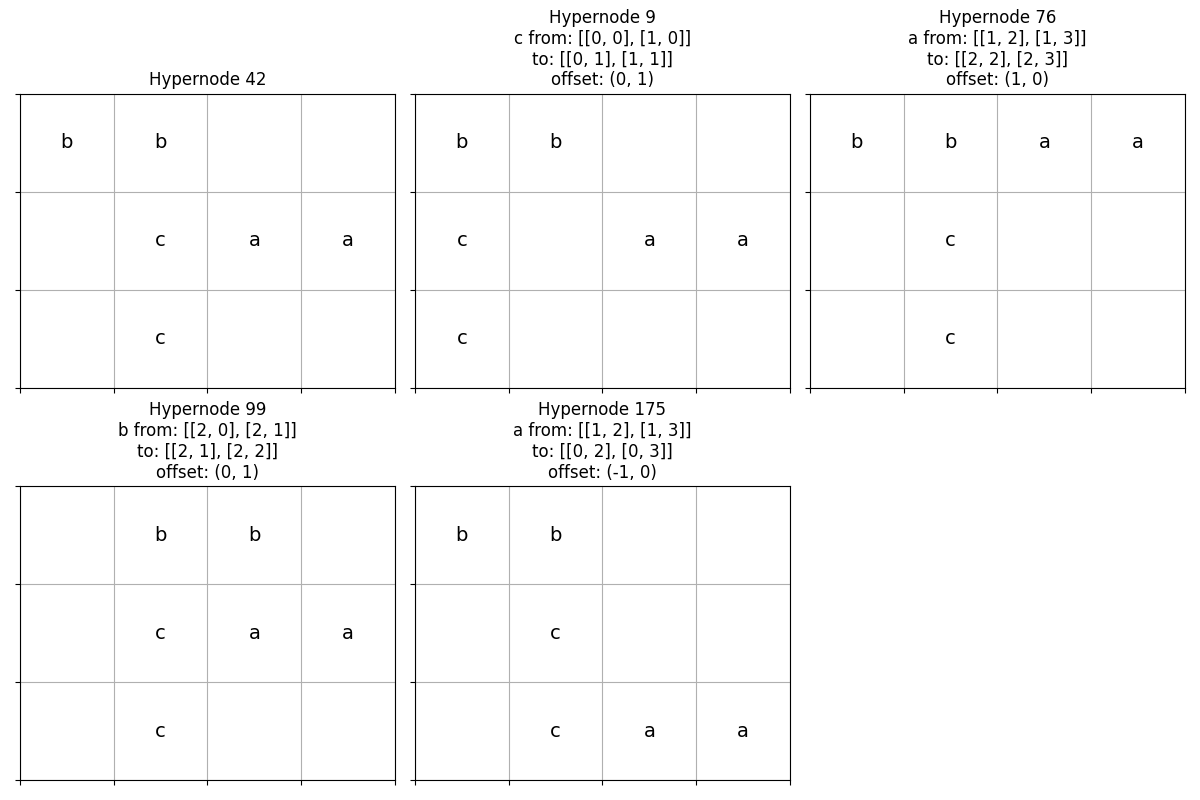 Hypernode 42
b b
c a a
c
Hypernode 9
c from: [[0, 0], [1, 0]]
to: [[0, 1], [1, 1]]
offset: (0, 1)
b b
c a a
c
Hypernode 76
a from: [[1, 2], [1, 3]]
to: [[2, 2], [2, 3]]
offset: (1, 0)
b b a a
c
c
Hypernode 99
b from: [[2, 0], [2, 1]]
to: [[2, 1], [2, 2]]
offset: (0, 1)
b b
c a a
c
Hypernode 175
a from: [[1, 2], [1, 3]]
to: [[0, 2], [0, 3]]
offset: (-1, 0)
b b
c
c a a